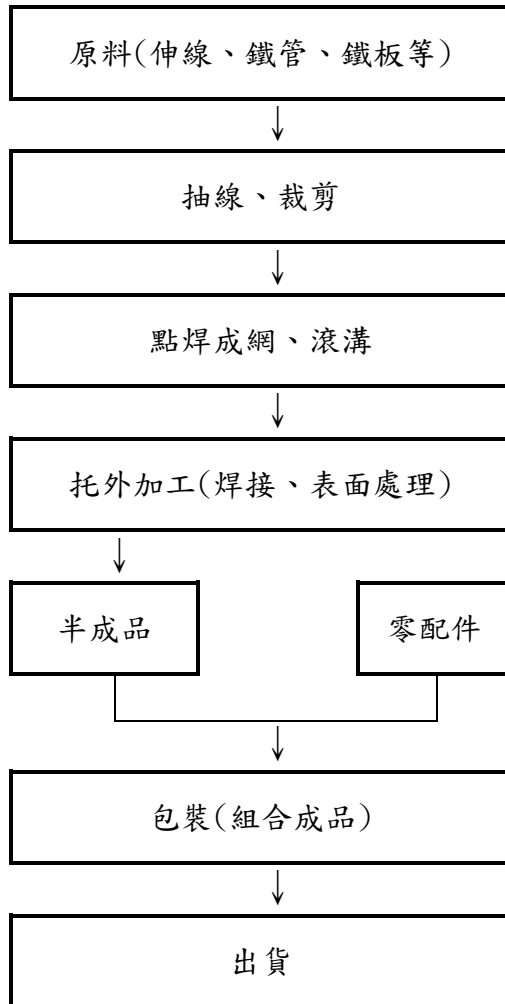 原料(伸線、鐵管、鐵板等)
抽線、裁剪
點焊成網、滾溝
托外加工(焊接、表面處理)
半成品
零配件
包裝(組合成品)
出貨